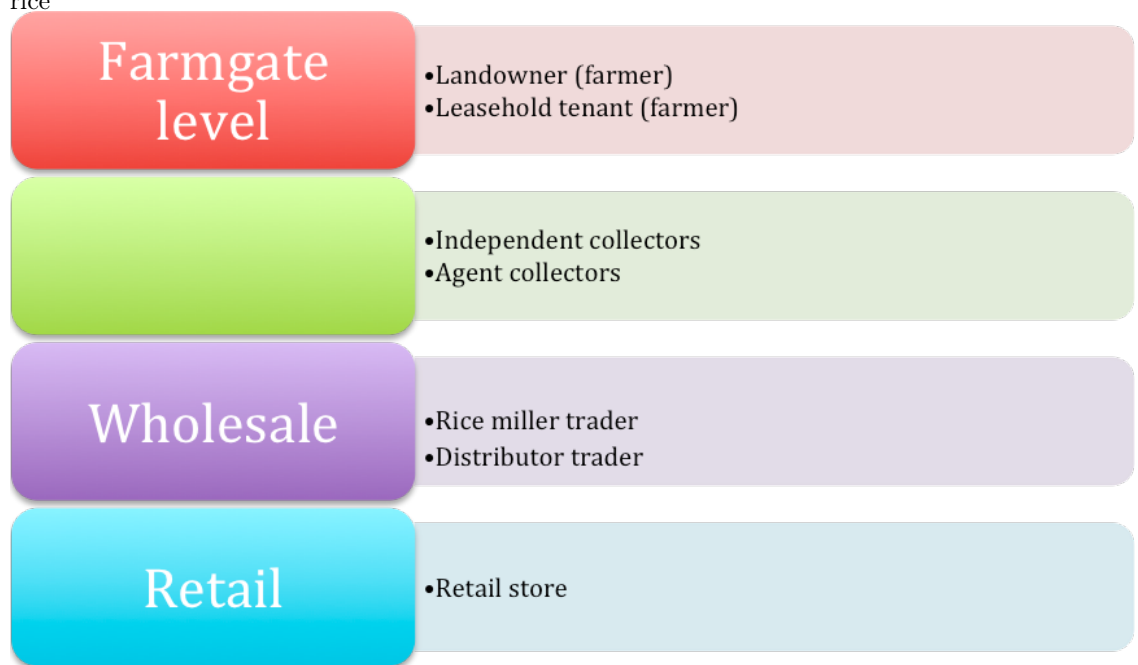 rice
Farmgate
level
•Landowner (farmer)
•Leasehold tenant (farmer)
•Independent collectors
•Agent collectors
Wholesale
•Rice miller trader
•Distributor trader
Retail
•Retail store